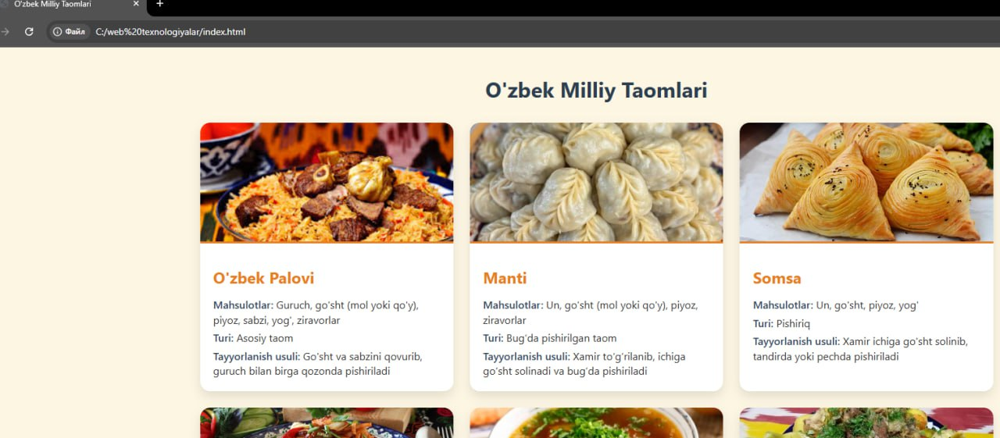 O'zbek Milliy Taomlari
Файл C:/web%20texnologiyalar/index.html
O'zbek Milliy Taomlari
O'zbek Palovi
Mahsulotlar: Guruch, go'sht (mol yoki qo'y),
piyoz, sabzi, yog', ziravorlar
Turi: Asosiy taom
Tayyorlanish usuli: Go'sht va sabzini qovurib,
guruch bilan birga qozonda pishiriladi
Manti
Mahsulotlar: Un, go'sht (mol yoki qo'y), piyoz,
ziravorlar
Turi: Bug'da pishirilgan taom
Tayyorlanish usuli: Xamir to'g'rilanib, ichiga
go'sht solinadi va bug'da pishiriladi
Somsa
Mahsulotlar: Un, go'sht, piyoz, yog'
Turi: Pishiriq
Tayyorlanish usuli: Xamir ichiga go'sht solinib,
tandirda yoki pechda pishiriladi